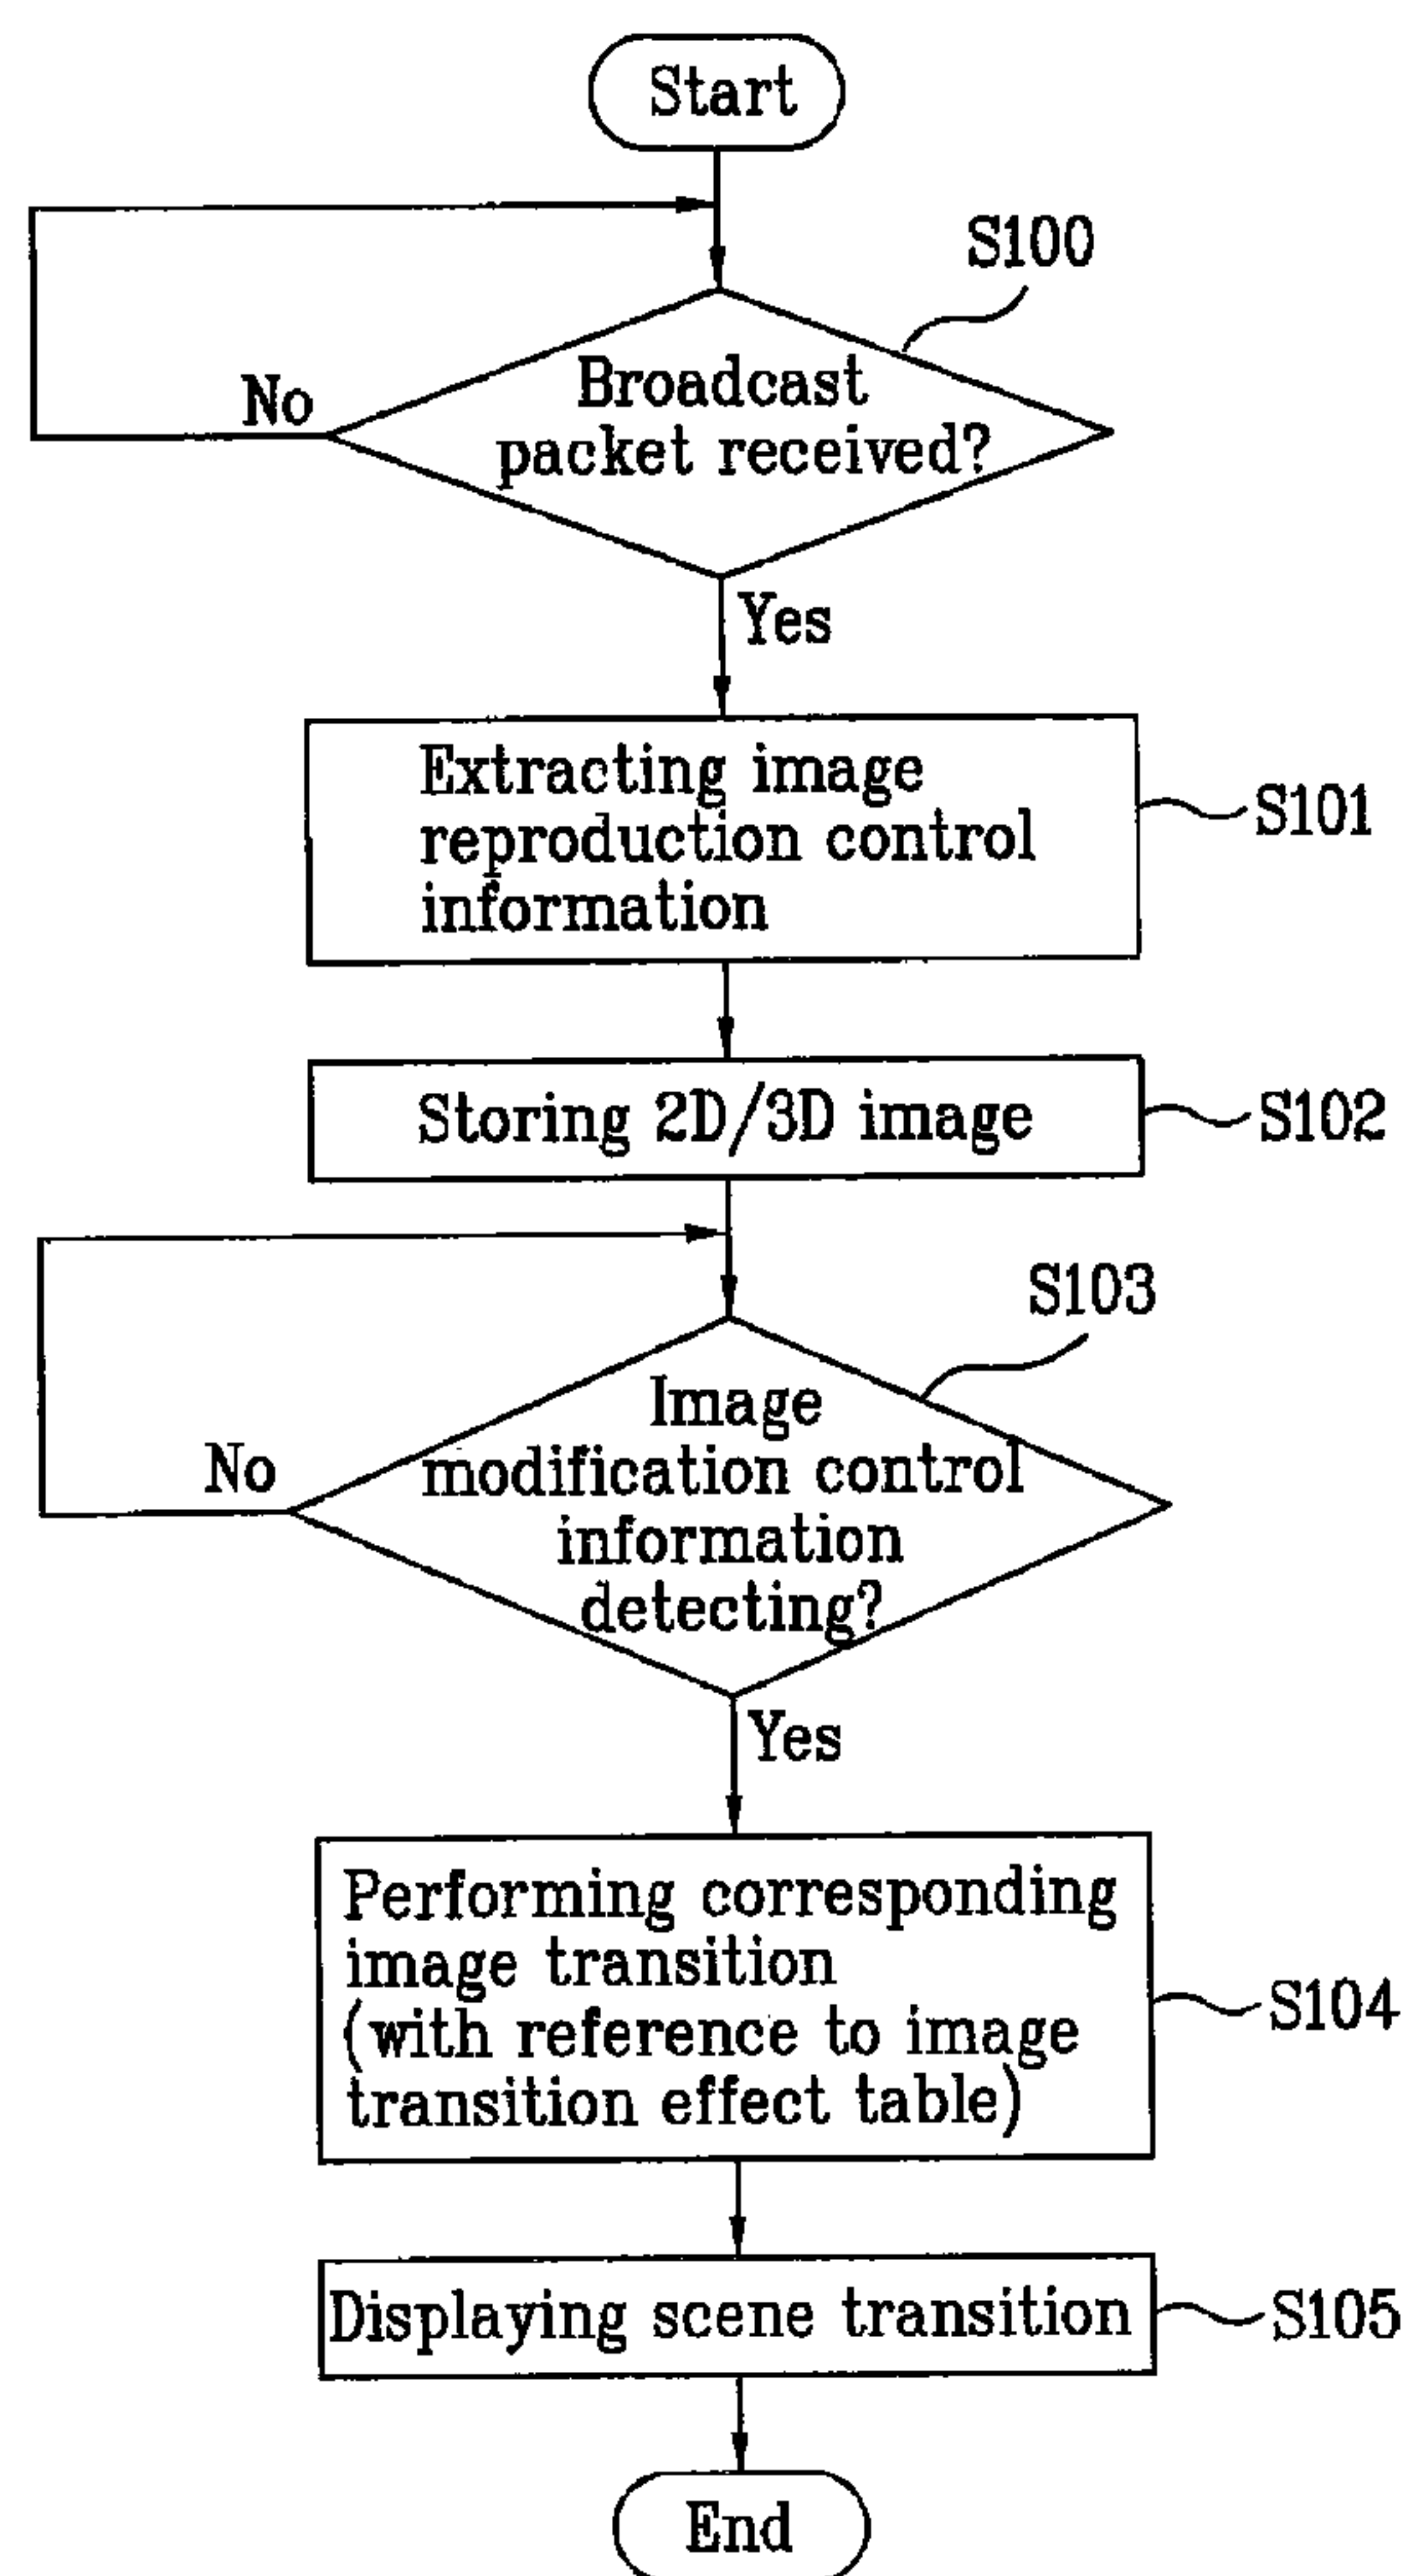 Start
S100
Broadcast
packet received?
No
Yes
Extracting image
reproduction control
information
S101
Storing 2D/3D image
S102
S103
Image
modification control
information
detecting?
No
Yes
Performing corresponding
image transition
(with reference to image
transition effect table)
S104
Displaying scene transition
S105
End